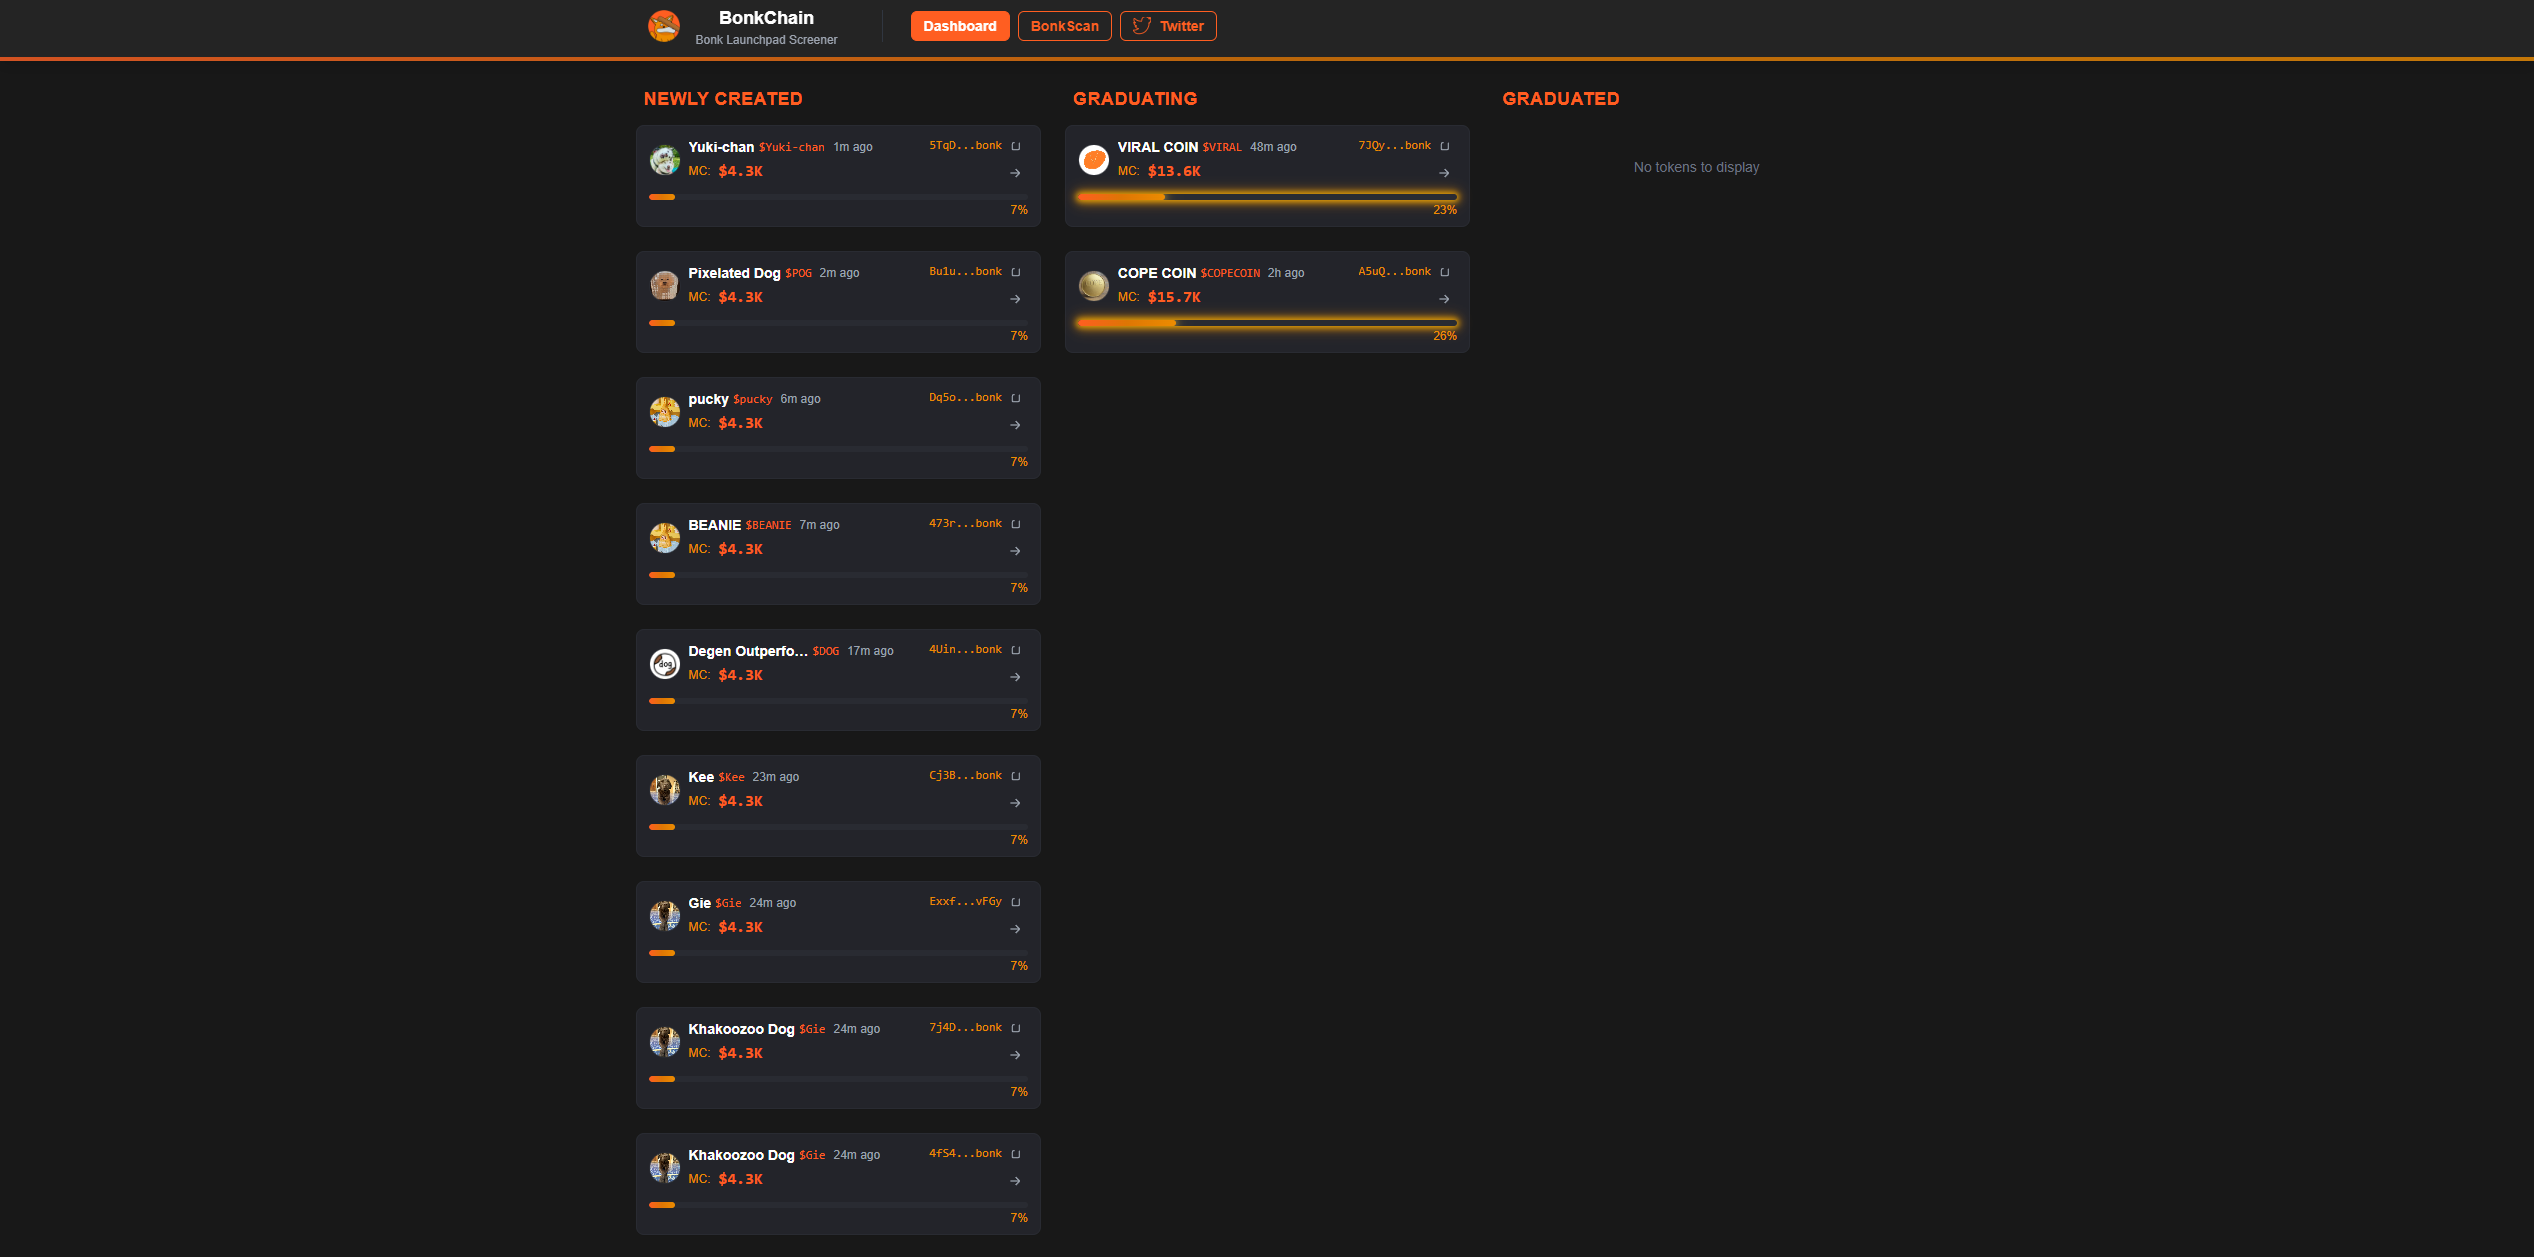 BonkChain
Bonk Launchpad Screener
Dashboard
BonkScan
Twitter
NEWLY CREATED
Yuki-chan $Yuki-chan 1m ago 5TqD...bonk
MC: $4.3K
7%
Pixelated Dog $POG 2m ago Bu1u...bonk
MC: $4.3K
7%
pucky $pucky 6m ago Dq5o...bonk
MC: $4.3K
7%
BEANIE $BEANIE 7m ago 473r...bonk
MC: $4.3K
7%
Degen Outperfo... $DOG 17m ago 4Uin...bonk
dog
MC: $4.3K
7%
Kee $Kee 23m ago Cj3B...bonk
MC: $4.3K
7%
Gie $Gie 24m ago Exxf...vFGy
MC: $4.3K
7%
Khakoozoo Dog $Gie 24m ago 7j4D...bonk
MC: $4.3K
7%
Khakoozoo Dog $Gie 24m ago 4fS4...bonk
MC: $4.3K
7%
GRADUATING
VIRAL COIN $VIRAL 48m ago 7JQy...bonk
MC: $13.6K
23%
COPE COIN $COPECOIN 2h ago A5uQ...bonk
MC: $15.7K
26%
GRADUATED
No tokens to display